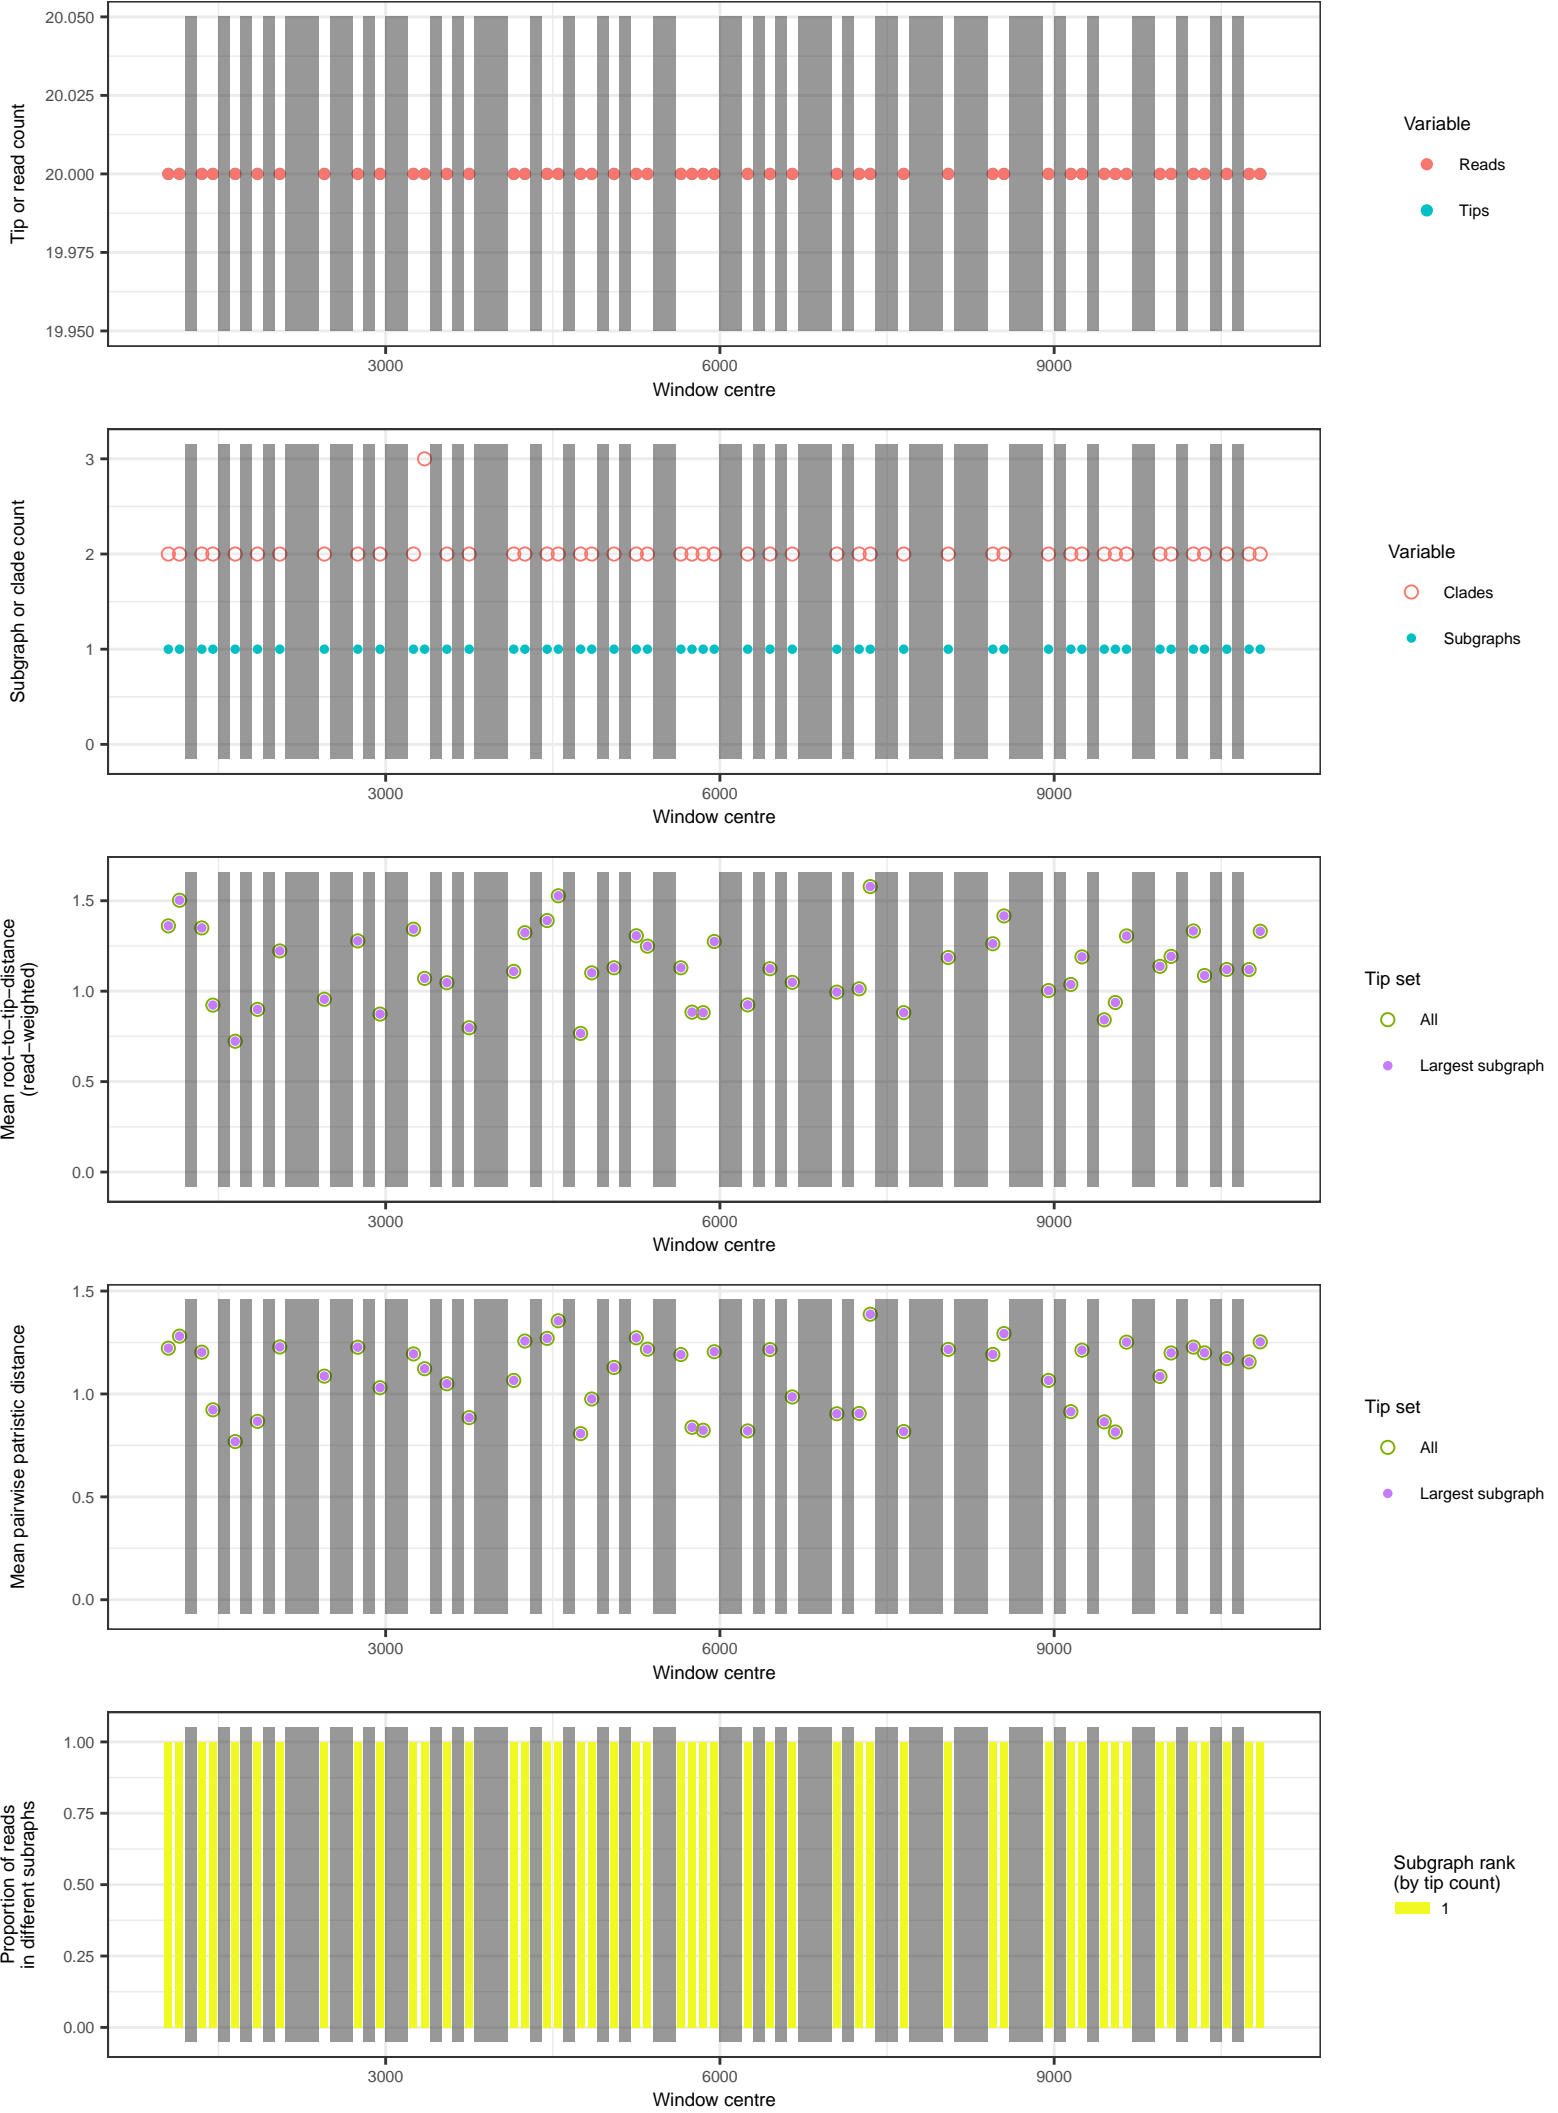 20.050
20.025
20.000
19.975
19.950
Tip or read count
3000
6000
9000
Window centre
Variable
Reads
Tips
3
2
1
0
Subgraph or clade count
3000
6000
9000
Window centre
Variable
Clades
Subgraphs
1.5
1.0
0.5
0.0
Mean root−to−tip−distance
(read−weighted)
3000
6000
9000
Window centre
Tip set
All
Largest subgraph
1.5
1.0
0.5
0.0
Mean pairwise patristic distance
3000
6000
9000
Window centre
Tip set
All
Largest subgraph
1.00
0.75
0.50
0.25
0.00
Proportion of reads
in different subraphs
3000
6000
9000
Window centre
Subgraph rank
(by tip count)
1